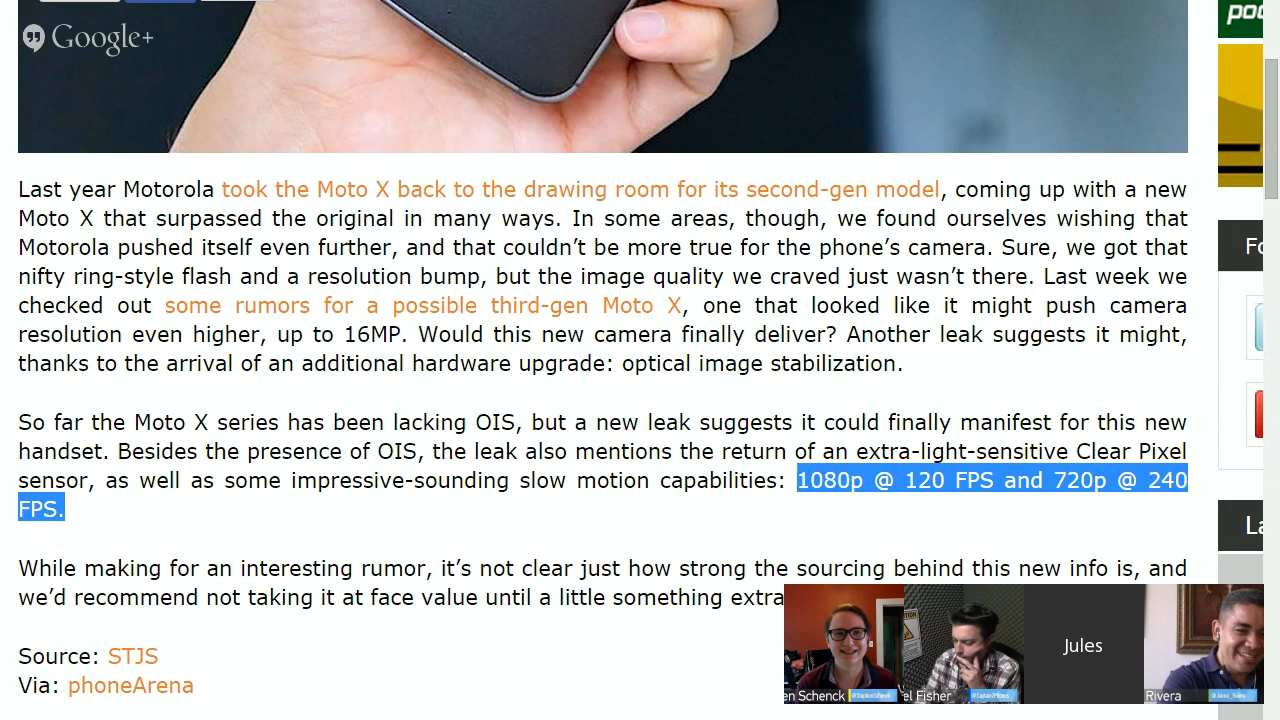 poc
Google+
Last year Motorola took the Moto X back to the drawing room for its second-gen model, coming up with a new
Moto X that surpassed the original in many ways. In some areas, though, we found ourselves wishing that
Motorola pushed itself even further, and that couldn’t be more true for the phone’s camera. Sure, we got that
nifty ring-style flash and a resolution bump, but the image quality we craved just wasn’t there. Last week we
checked out some rumors for a possible third-gen Moto X, one that looked like it might push camera
resolution even higher, up to 16MP. Would this new camera finally deliver? Another leak suggests it might,
thanks to the arrival of an additional hardware upgrade: optical image stabilization.
Fo
So far the Moto X series has been lacking OIS, but a new leak suggests it could finally manifest for this new
handset. Besides the presence of OIS, the leak also mentions the return of an extra-light-sensitive Clear Pixel
sensor, as well as some impressive-sounding slow motion capabilities: 1080p @ 120 FPS and 720p @ 240
FPS.
La
While making for an interesting rumor, it’s not clear just how strong the sourcing behind this new info is, and
we’d recommend not taking it at face value until a little something extra
Source: STJS
Via: phoneArena
Jules
en Schenck
@StephenSchenck
el Fisher
Rivera